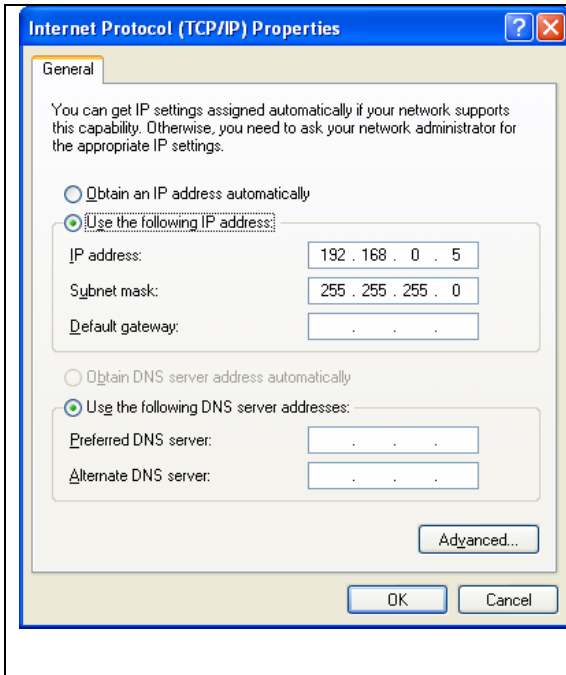 Internet Protocol (TCP/IP) Properties
General
You can get IP settings assigned automatically if your network supports
this capability. Otherwise, you need to ask your network administrator for
the appropriate IP settings.
Obtain an IP address automatically
Use the following IP address:
IP address: 192 . 168 . 0 . 5
Subnet mask: 255 . 255 . 255 . 0
Default gateway: . . .
Obtain DNS server address automatically
Use the following DNS server addresses:
Preferred DNS server: . . .
Alternate DNS server: . . .
Advanced...
OK Cancel